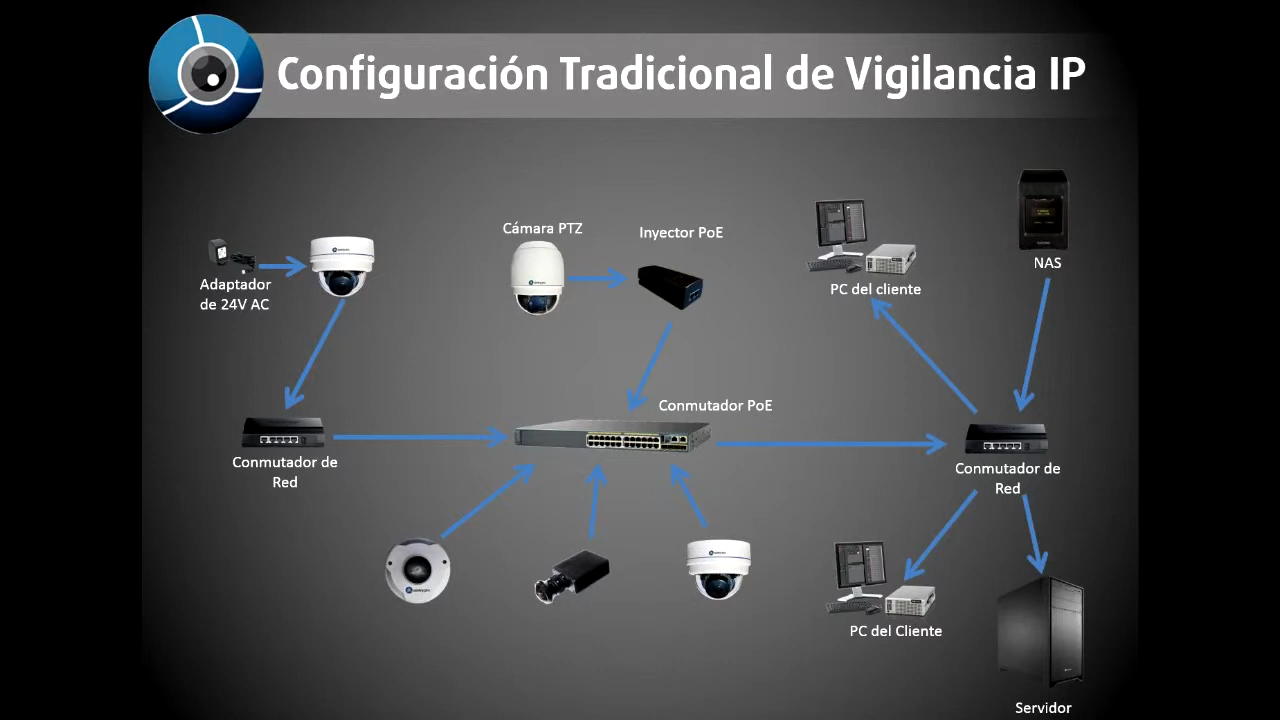 Configuración Tradicional de Vigilancia IP
Cámara PTZ
Inyector PoE
Adaptador
de 24V AC
PC del cliente
NAS
Conmutador PoE
Conmutador de
Red
Conmutador de
Red
PC del Cliente
Servidor